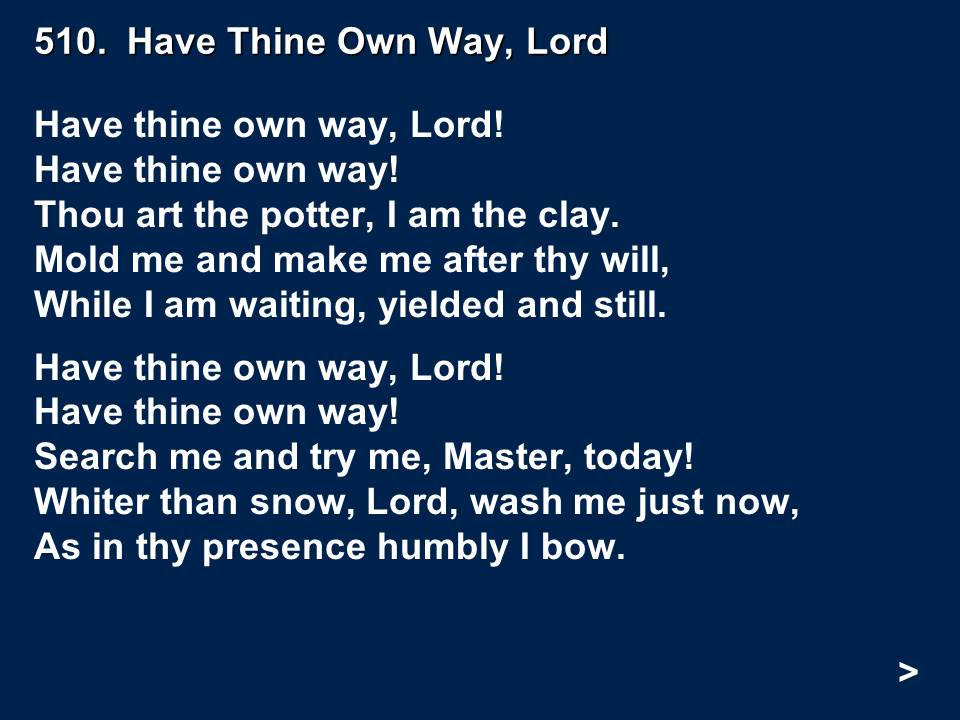 510.  Have Thine Own Way, Lord
Have thine own way, Lord!
Have thine own way!
Thou art the potter, I am the clay.
Mold me and make me after thy will,
While I am waiting, yielded and still.
Have thine own way, Lord!
Have thine own way!
Search me and try me, Master, today!
Whiter than snow, Lord, wash me just now,
As in thy presence humbly I bow.
>